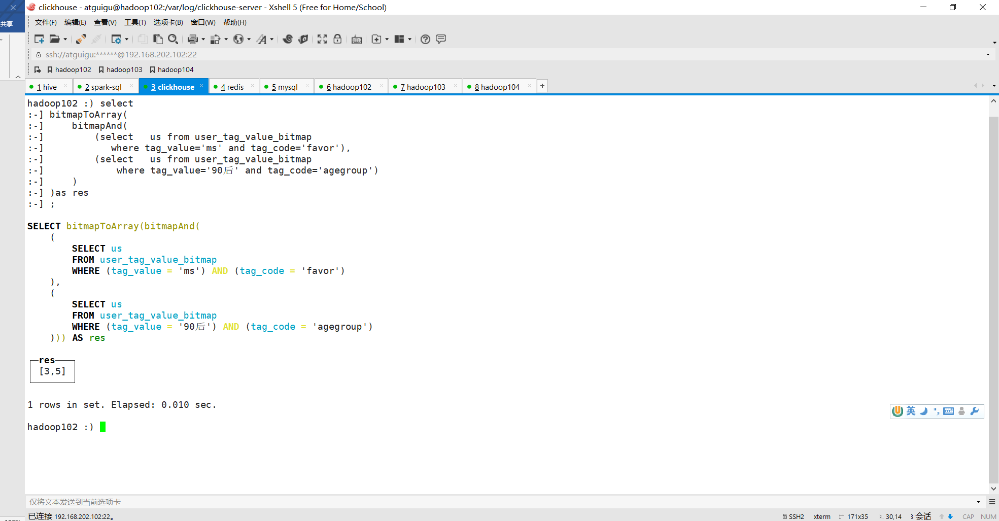 clickhouse - atguigu@hadoop102:/var/log/clickhouse-server - Xshell 5 (Free for Home/School)
共享
文件(F) 编辑(E) 查看(V) 工具(T) 选项卡(B) 窗口(W) 帮助(H)
ssh://atguigu:******@192.168.202.102:22
hadoop102 hadoop103 hadoop104
1 hive 2 spark-sql 3 clickhouse 4 redis 5 mysql 6 hadoop102 7 hadoop103 8 hadoop104 +
hadoop102 :) select
:-] bitmapToArray(
:-]     bitmapAnd(
:-]         (select   us from user_tag_value_bitmap
:-]            where tag_value='ms' and tag_code='favor'),
:-]         (select   us from user_tag_value_bitmap
:-]             where tag_value='90后' and tag_code='agegroup')
:-]     )
:-] )as res
:-] ;
SELECT bitmapToArray(bitmapAnd(
    (
        SELECT us
        FROM user_tag_value_bitmap
        WHERE (tag_value = 'ms') AND (tag_code = 'favor')
    ),
    (
        SELECT us
        FROM user_tag_value_bitmap
        WHERE (tag_value = '90后') AND (tag_code = 'agegroup')
    ))) AS res
res
[3,5]
1 rows in set. Elapsed: 0.010 sec.
英
hadoop102 :)
仅将文本发送到当前选项卡
已连接 192.168.202.102:22。 SSH2 xterm 171x35 30,14 3 会话 CAP NUM